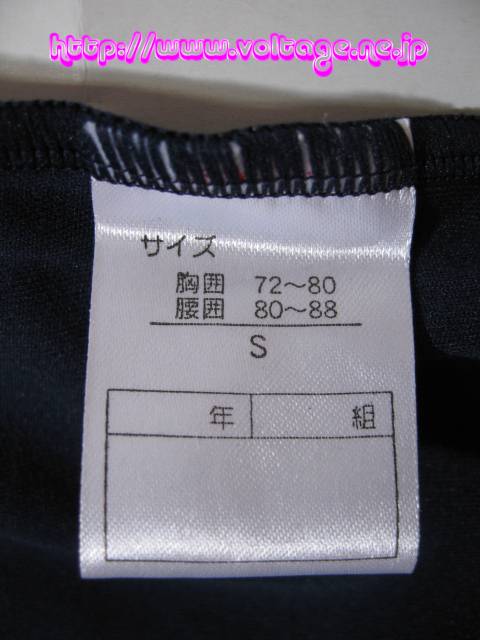 http://www.voltage.ne.jp
サイズ
胸囲 72～80
腰囲 80～88
S
年 組